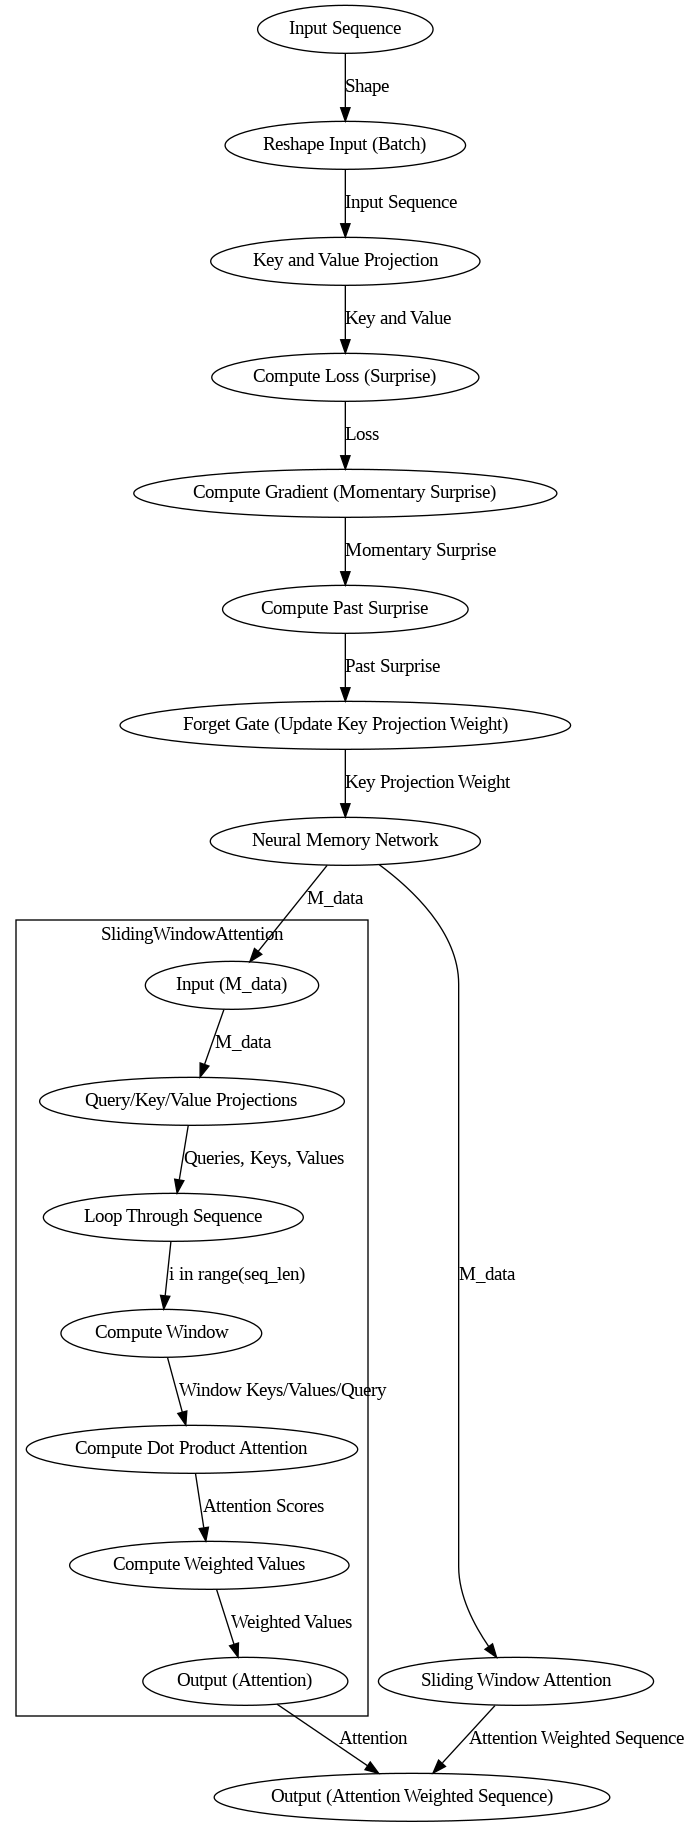 Input Sequence
Shape
Reshape Input (Batch)
Input Sequence
Key and Value Projection
Key and Value
Compute Loss (Surprise)
Loss
Compute Gradient (Momentary Surprise)
Momentary Surprise
Compute Past Surprise
Past Surprise
Forget Gate (Update Key Projection Weight)
Key Projection Weight
Neural Memory Network
M_data
SlidingWindowAttention
Input (M_data)
M_data
Query/Key/Value Projections
Queries, Keys, Values
Loop Through Sequence
i in range(seq_len)
M_data
Compute Window
Window Keys/Values/Query
Compute Dot Product Attention
Attention Scores
Compute Weighted Values
Weighted Values
Output (Attention)
Sliding Window Attention
Attention
Attention Weighted Sequence
Output (Attention Weighted Sequence)